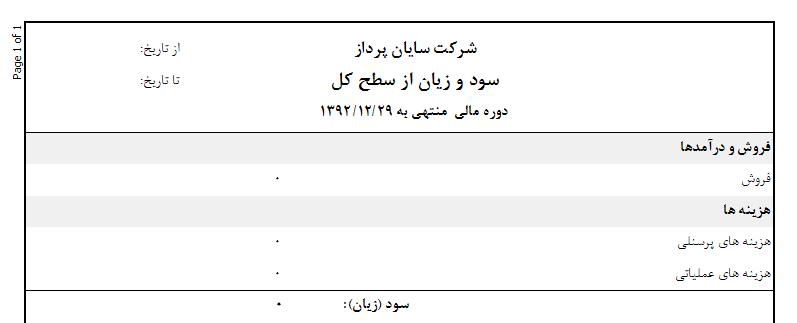 Page 1 of 1
شرکت سایان پرداز
از تاریخ:
سود و زیان از سطح کل
تا تاریخ:
دوره مالی منتهی به ۱۳۹۲/۱۲/۲۹
فروش و درآمدها
فروش ۰
هزینه ها
هزینه های پرسنلی ۰
هزینه های عملیاتی ۰
سود (زیان): ۰